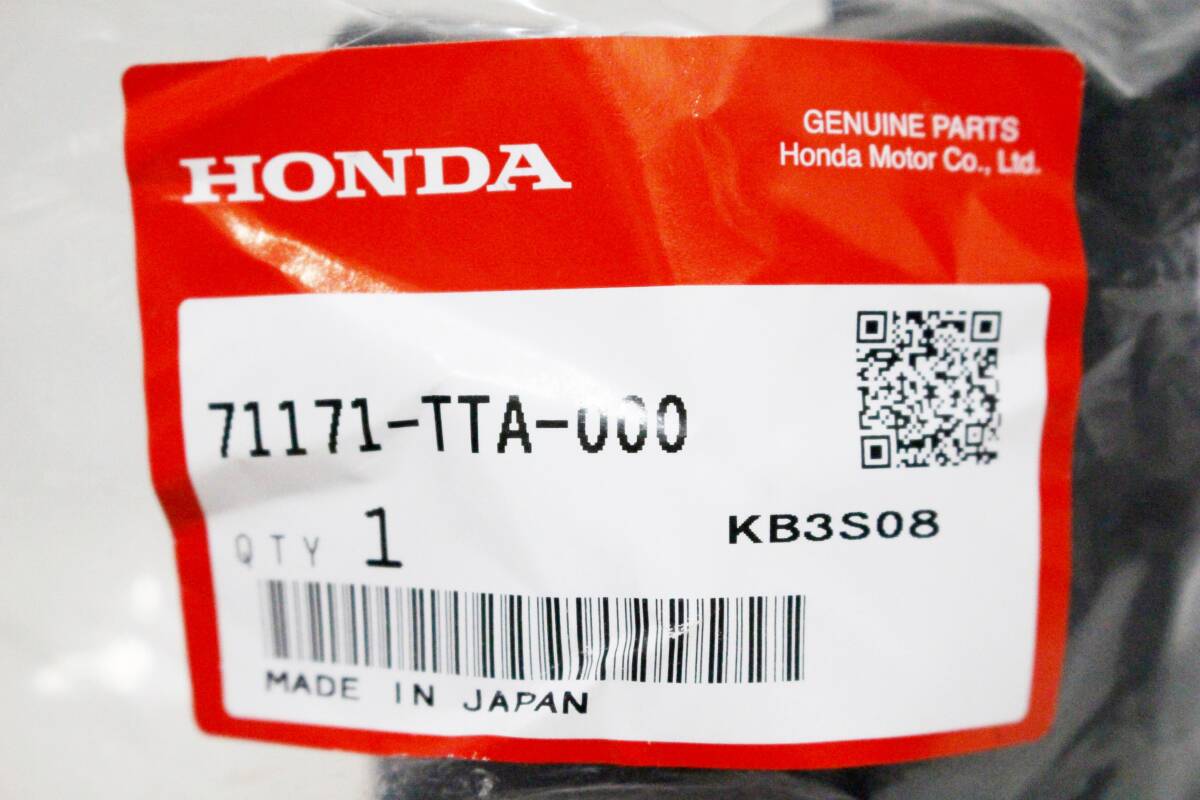 HONDA
GENUINE PARTS
Honda Motor Co., Ltd.
71171-TTA-000
QTY 1
KB3S08
MADE IN JAPAN